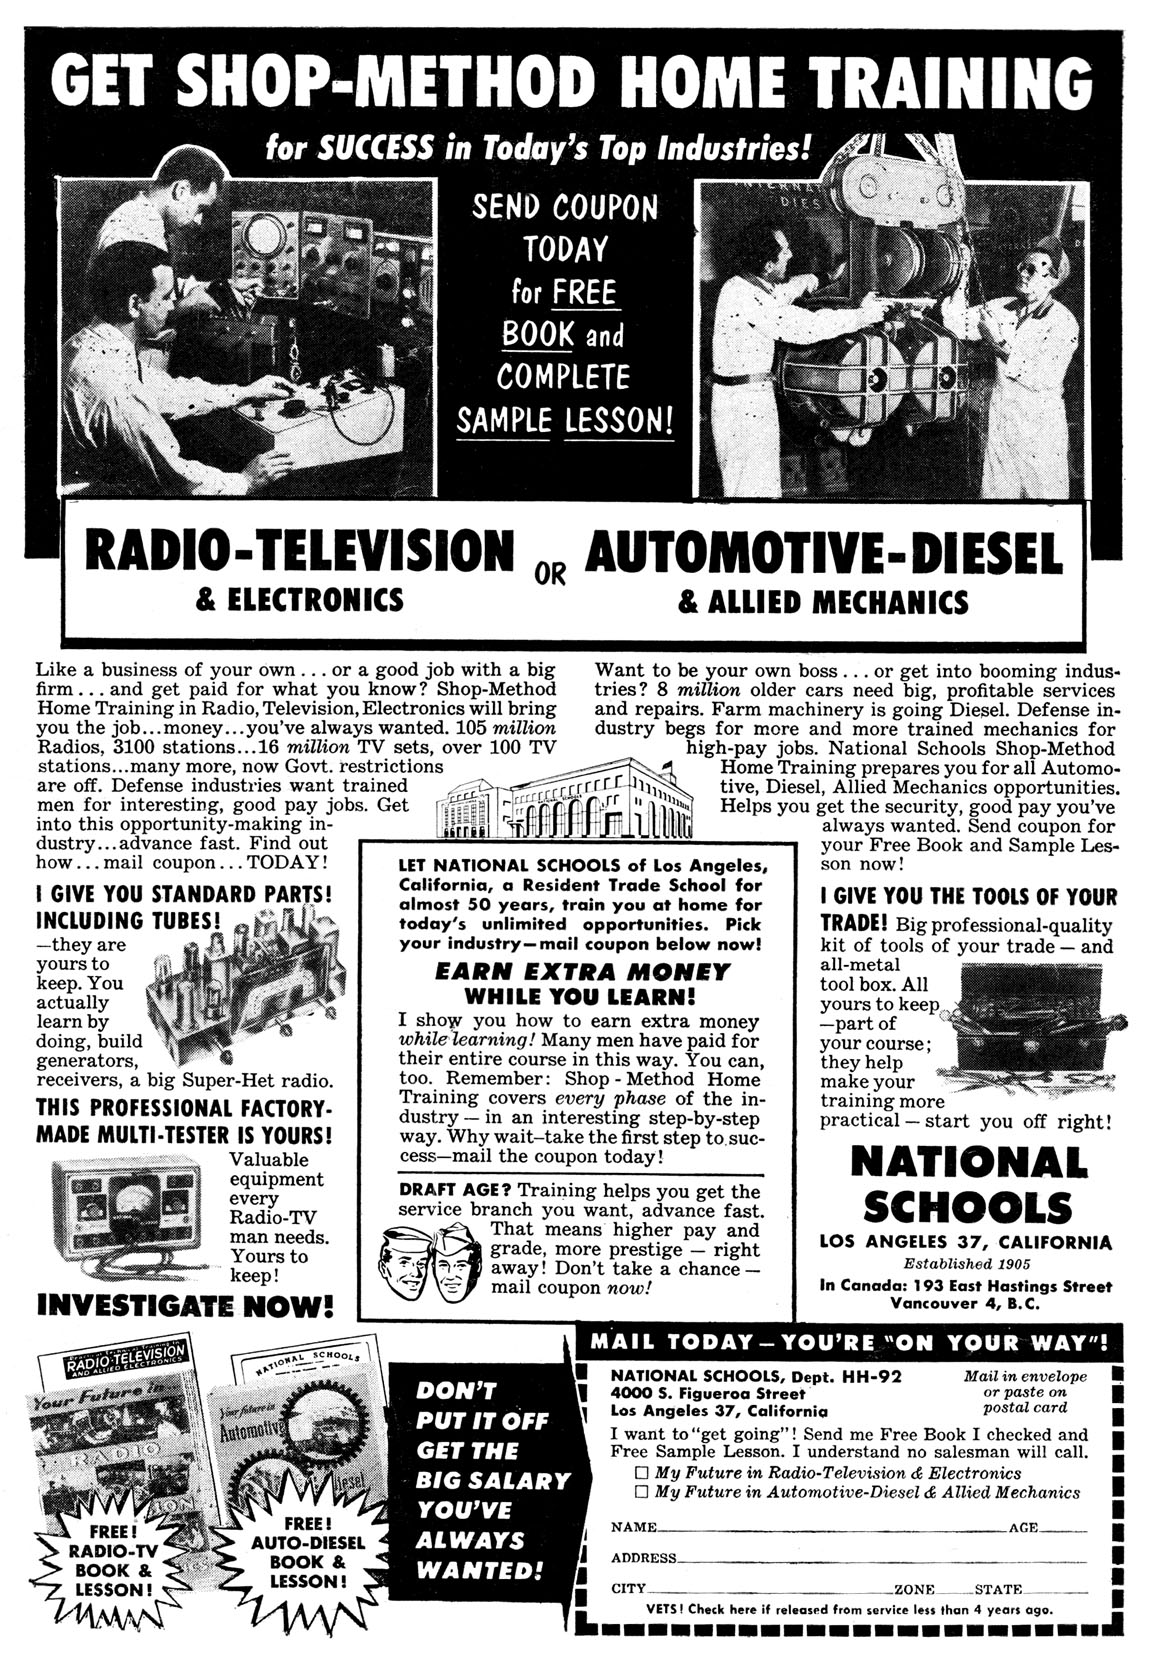 GET SHOP-METHOD HOME TRAINING
for SUCCESS in Today's Top Industries!
SEND COUPON
TODAY
for FREE
BOOK and
COMPLETE
SAMPLE LESSON!
RADIO-TELEVISION
& ELECTRONICS
OR
AUTOMOTIVE-DIESEL
& ALLIED MECHANICS
Like a business of your own . . . or a good job with a big
firm . . . and get paid for what you know? Shop-Method
Home Training in Radio, Television, Electronics will bring
you the job...money...you've always wanted. 105 million
Radios, 3100 stations...16 million TV sets, over 100 TV
stations...many more, now Govt. restrictions
are off. Defense industries want trained
men for interesting, good pay jobs. Get
into this opportunity-making in-
dustry...advance fast. Find out
how...mail coupon...TODAY!
I GIVE YOU STANDARD PARTS!
INCLUDING TUBES!
—they are
yours to
keep. You
actually
learn by
doing, build
generators,
receivers, a big Super-Het radio.
THIS PROFESSIONAL FACTORY-
MADE MULTI-TESTER IS YOURS!
Valuable
equipment
every
Radio-TV
man needs.
Yours to
keep!
INVESTIGATE NOW!
NATIONAL SCHOOLS
LET NATIONAL SCHOOLS of Los Angeles,
California, a Resident Trade School for
almost 50 years, train you at home for
today's unlimited opportunities. Pick
your industry—mail coupon below now!
EARN EXTRA MONEY
WHILE YOU LEARN!
I show you how to earn extra money
while learning! Many men have paid for
their entire course in this way. You can,
too. Remember: Shop-Method Home
Training covers every phase of the in-
dustry — in an interesting step-by-step
way. Why wait—take the first step to suc-
cess—mail the coupon today!
DRAFT AGE? Training helps you get the
service branch you want, advance fast.
That means higher pay and
grade, more prestige — right
away! Don't take a chance —
mail coupon now!
Want to be your own boss . . . or get into booming indus-
tries? 8 million older cars need big, profitable services
and repairs. Farm machinery is going Diesel. Defense in-
dustry begs for more and more trained mechanics for
high-pay jobs. National Schools Shop-Method
Home Training prepares you for all Automo-
tive, Diesel, Allied Mechanics opportunities.
Helps you get the security, good pay you've
always wanted. Send coupon for
your Free Book and Sample Les-
son now!
I GIVE YOU THE TOOLS OF YOUR
TRADE! Big professional-quality
kit of tools of your trade — and
all-metal
tool box. All
yours to keep
—part of
your course;
they help
make your
training more
practical — start you off right!
NATIONAL
SCHOOLS
LOS ANGELES 37, CALIFORNIA
Established 1905
In Canada: 193 East Hastings Street
Vancouver 4, B.C.
RADIO-TELEVISION
AND ALLIED ELECTRONICS
Your Future in...
RADIO
FREE!
RADIO-TV
BOOK &
LESSON!
NATIONAL SCHOOLS
Your future in
Automotive
Diesel
FREE!
AUTO-DIESEL
BOOK &
LESSON!
DON'T
PUT IT OFF
GET THE
BIG SALARY
YOU'VE
ALWAYS
WANTED!
MAIL TODAY—YOU'RE "ON YOUR WAY"!
NATIONAL SCHOOLS, Dept. HH-92
4000 S. Figueroa Street
Los Angeles 37, California
Mail in envelope
or paste on
postal card
I want to "get going"! Send me Free Book I checked and
Free Sample Lesson. I understand no salesman will call.
☐ My Future in Radio-Television & Electronics
☐ My Future in Automotive-Diesel & Allied Mechanics
NAME AGE
ADDRESS
CITY ZONE STATE
VETS! Check here if released from service less than 4 years ago.